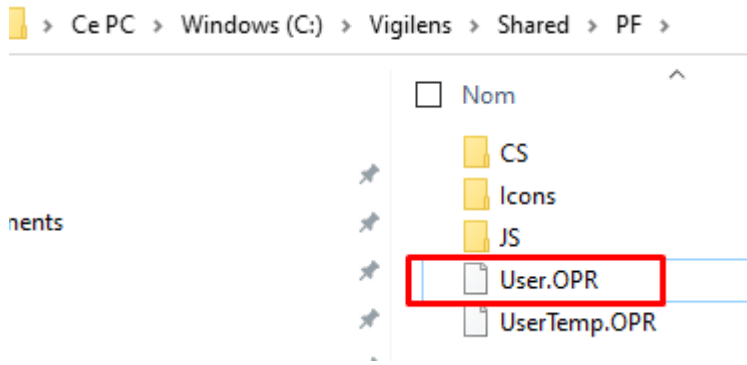 > Ce PC > Windows (C:) > Vigilens > Shared > PF >
Nom
CS
Icons
nents
JS
User.OPR
UserTemp.OPR